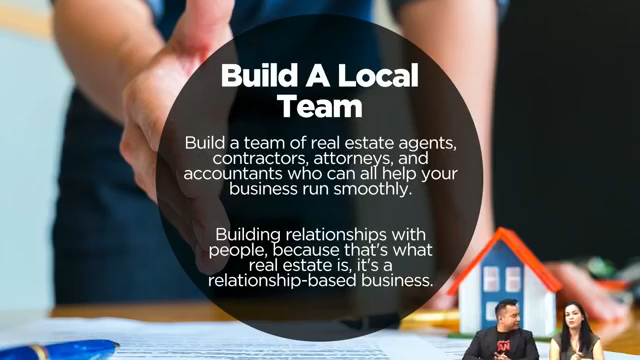 Build A Local
Team
Build a team of real estate agents,
contractors, attorneys, and
accountants who can all help your
business run smoothly.
Building relationships with
people, because that's what
real estate is, it's a
relationship-based business.